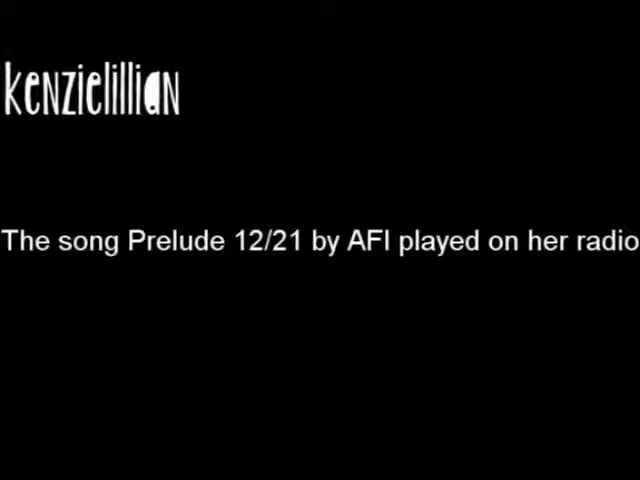 kenzielillian
The song Prelude 12/21 by AFI played on her radio